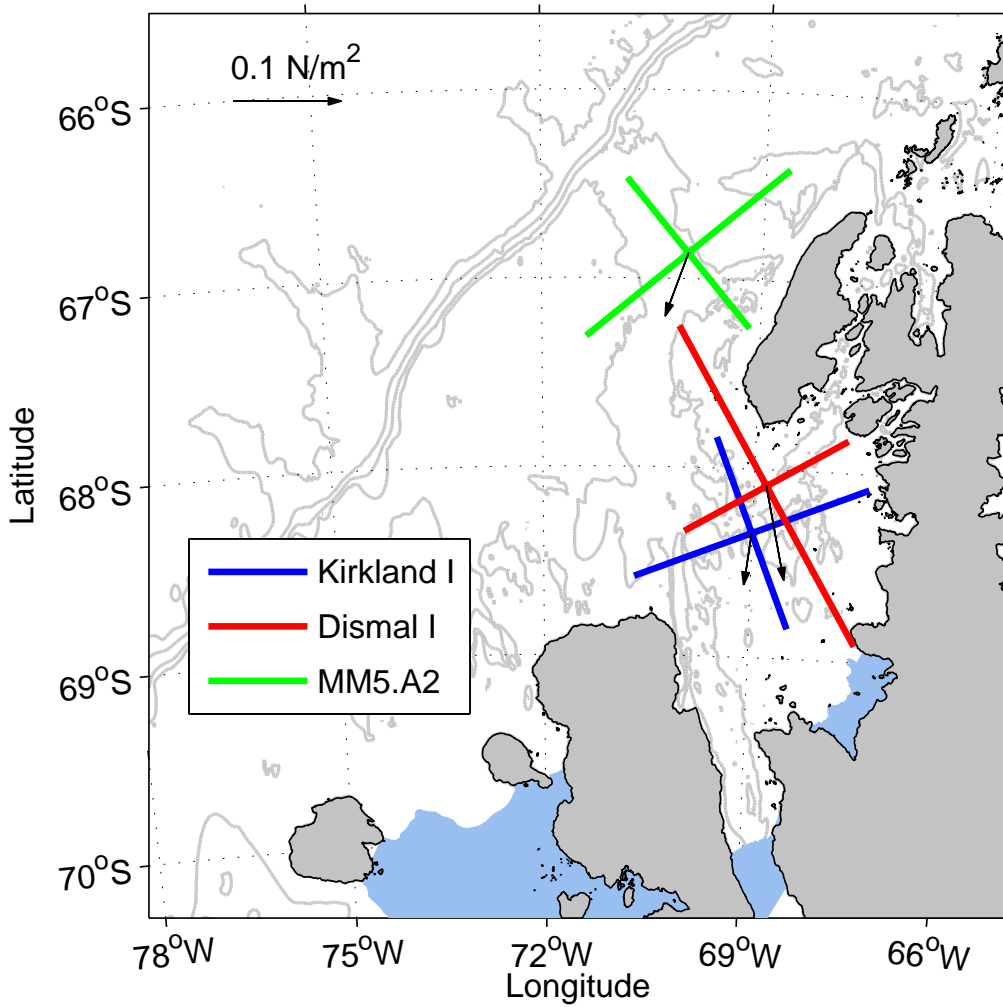 0.1 N/m²
66°S
67°S
68°S
69°S
70°S
Latitude
Kirkland I
Dismal I
MM5.A2
78°W
75°W
72°W
69°W
66°W
Longitude